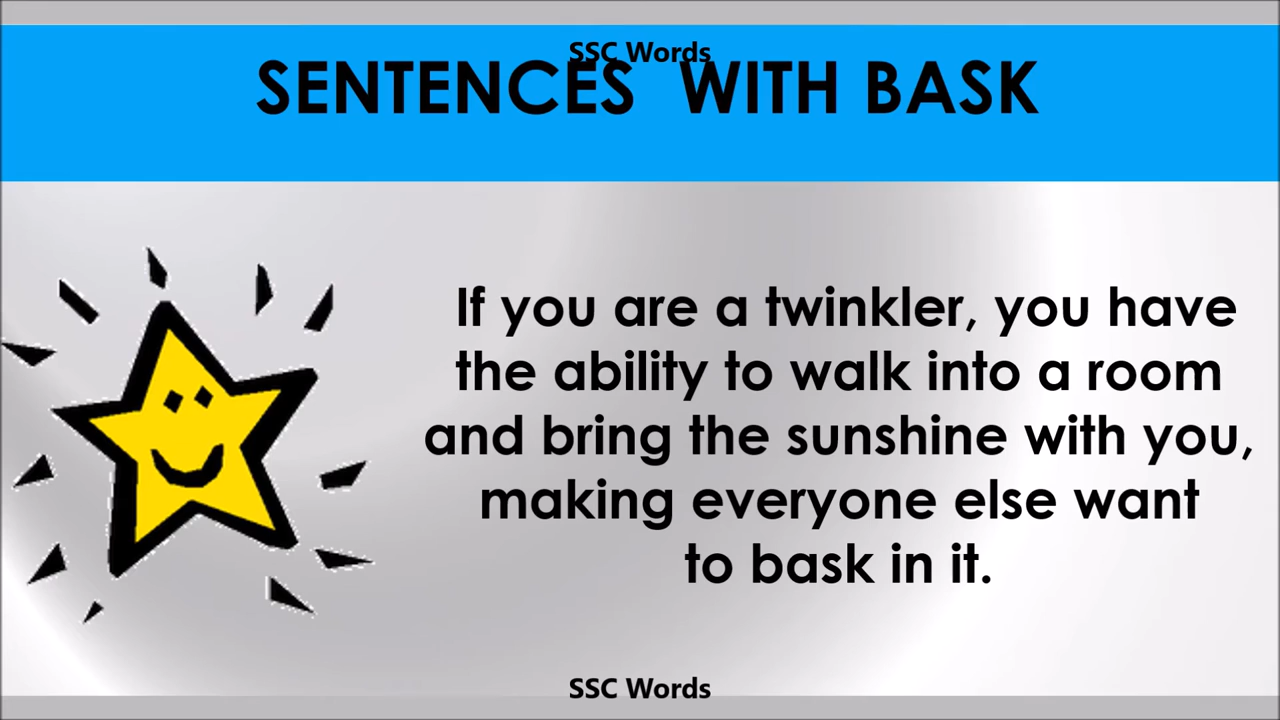 SSC Words
SENTENCES WITH BASK
If you are a twinkler, you have
the ability to walk into a room
and bring the sunshine with you,
making everyone else want
to bask in it.
SSC Words